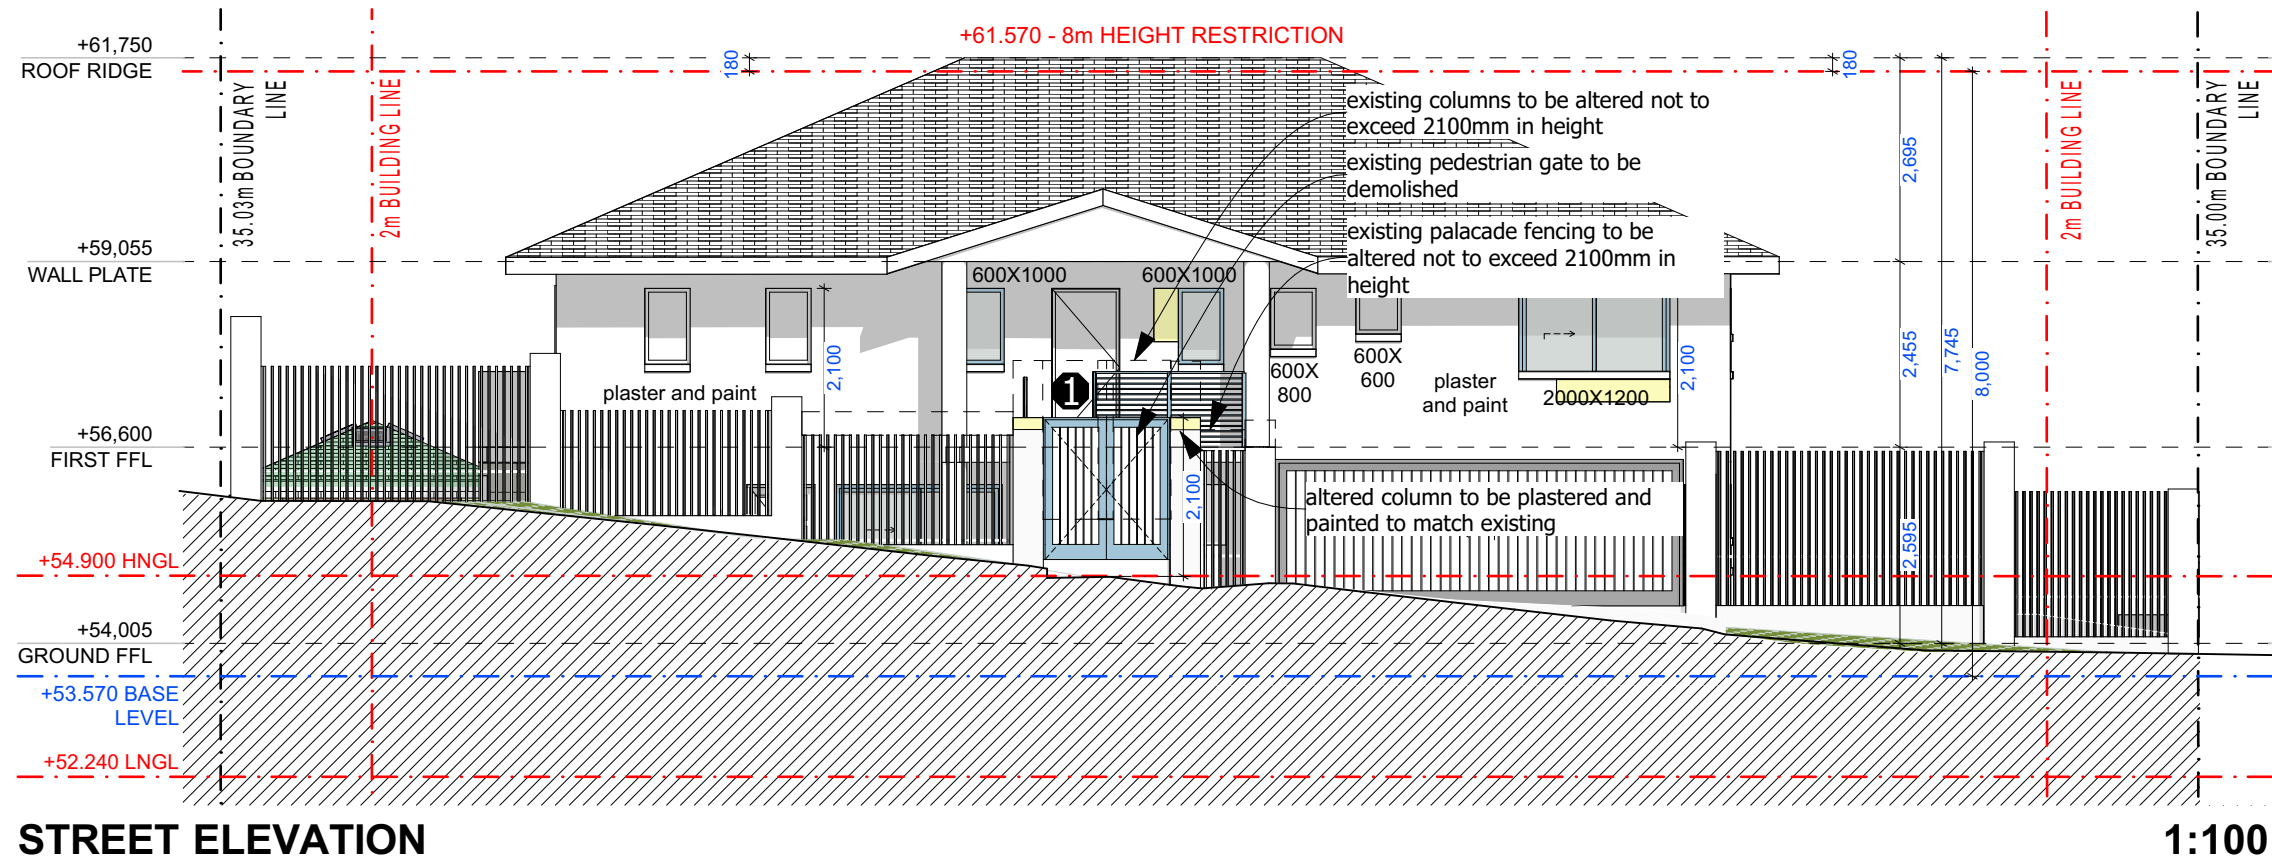 +61.570 - 8m HEIGHT RESTRICTION
+61,750
ROOF RIDGE
180
180
35.03m BOUNDARY
LINE
2m BUILDING LINE
existing columns to be altered not to
exceed 2100mm in height
existing pedestrian gate to be
demolished
existing palacade fencing to be
altered not to exceed 2100mm in
height
2,695
2m BUILDING LINE
35.00m BOUNDARY
LINE
+59,055
WALL PLATE
600X1000
600X1000
2,100
600X
800
600X
600
plaster and paint
1
plaster
and paint
2000X1200
2,100
2,455
7,745
8,000
+56,600
FIRST FFL
2,100
altered column to be plastered and
painted to match existing
2,595
+54.900 HNGL
+54,005
GROUND FFL
+53.570 BASE
LEVEL
+52.240 LNGL
STREET ELEVATION
1:100